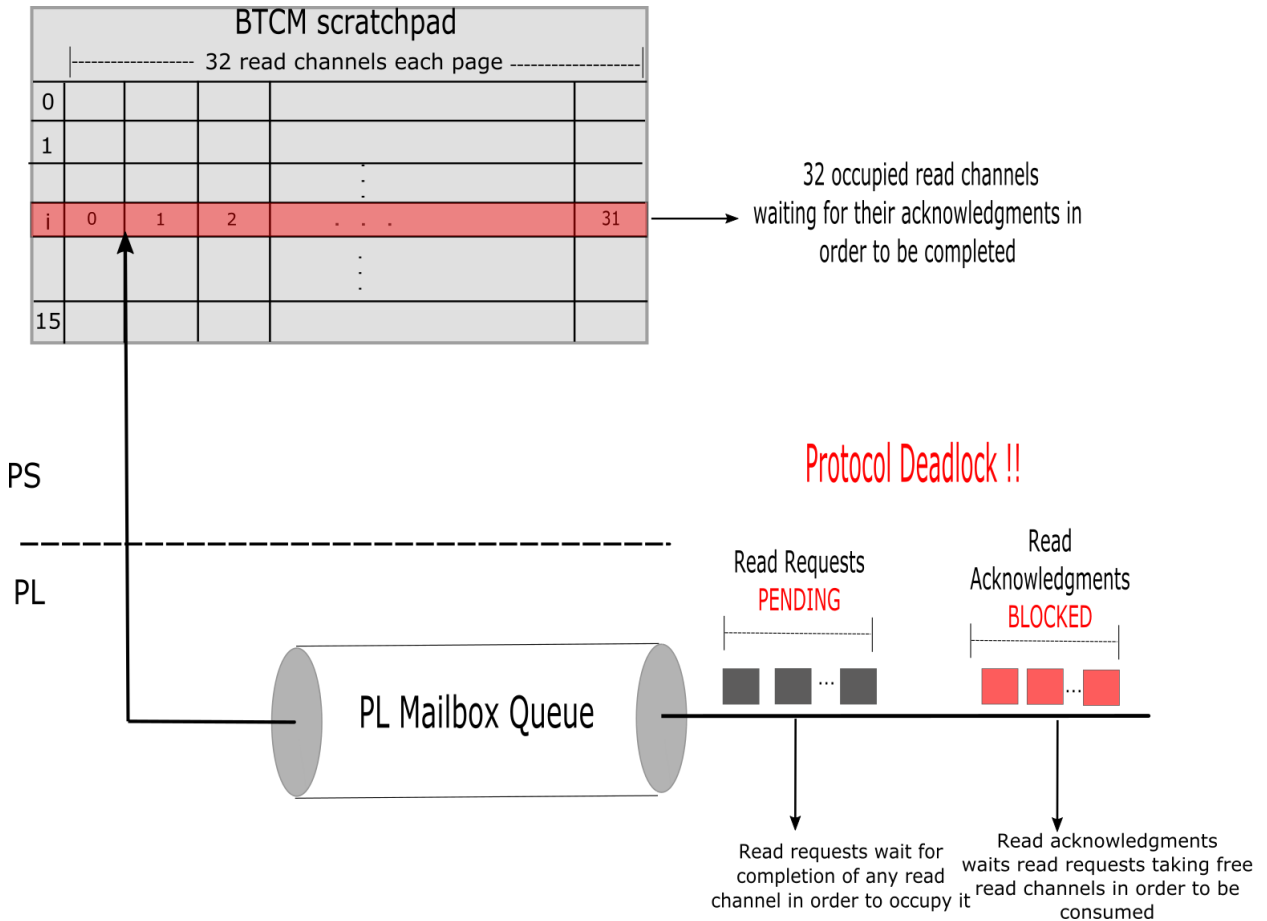 BTCM scratchpad
32 read channels each page
0
1
.
.
.
i 0 1 2 . . . 31
.
.
.
15
32 occupied read channels
waiting for their acknowledgments in
order to be completed
PS
Protocol Deadlock !!
PL
Read Requests
PENDING
Read
Acknowledgments
BLOCKED
...
...
PL Mailbox Queue
Read requests wait for
completion of any read
channel in order to occupy it
Read acknowledgments
waits read requests taking free
read channels in order to be
consumed